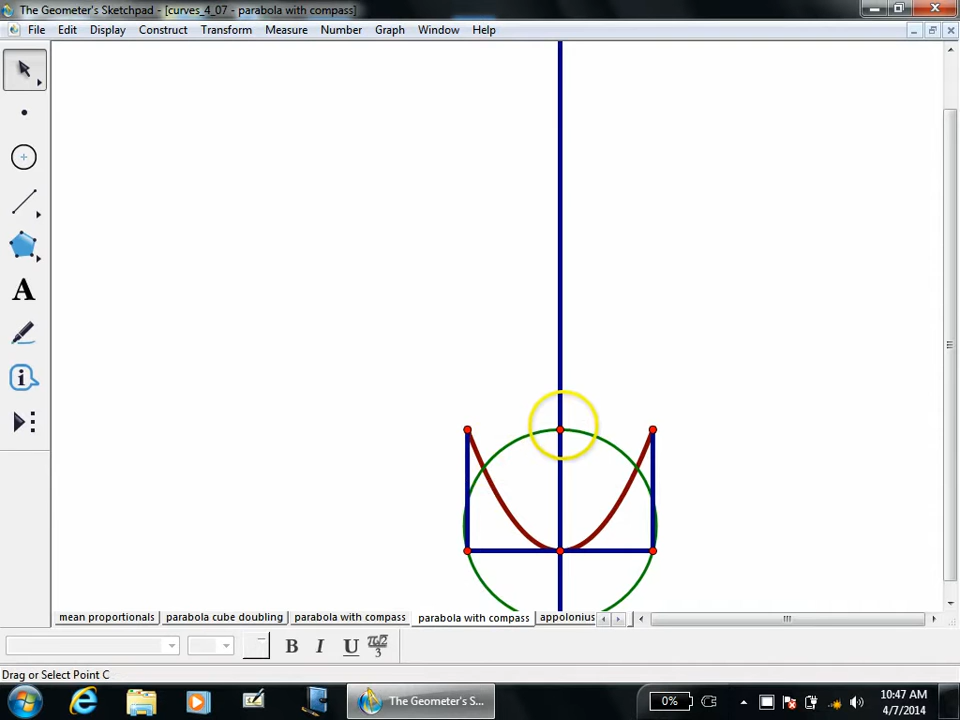 The Geometer's Sketchpad - [curves_4_07 - parabola with compass]
File Edit Display Construct Transform Measure Number Graph Window Help
A
mean proportionals parabola cube doubling parabola with compass parabola with compass appolonius
B I U
Drag or Select Point C
The Geometer's S... 0% 10:47 AM
4/7/2014